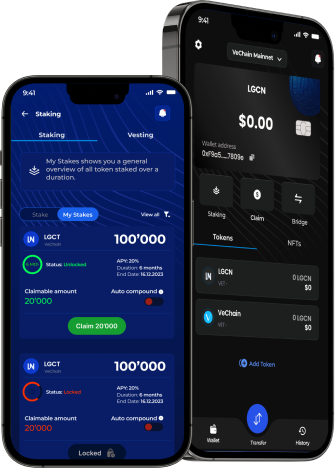 9:41
Staking
Staking
Vesting
My Stakes shows you a general
overview of all token staked over a
duration.
Stake
My Stakes
View all
LGCT
VeChain
100'000
Status: Unlocked
APY: 20%
Duration: 6 months
End Date: 16.12.2023
Claimable amount
20'000
Auto compound
Claim 20'000
LGCT
VeChain
100'000
Status: Locked
APY: 20%
Duration: 6 months
End Date: 16.12.2023
Claimable amount
20'000
Auto compound
Locked
9:41
VeChain Mainnet
LGCN
$0.00
Wallet address
0xF9a5....7809e
Staking
Claim
Bridge
Tokens
NFTs
LGCN
VET -
0 LGCN
$0
VeChain
VET -
0 LGCN
$0
Add Token
Wallet
Transfer
History